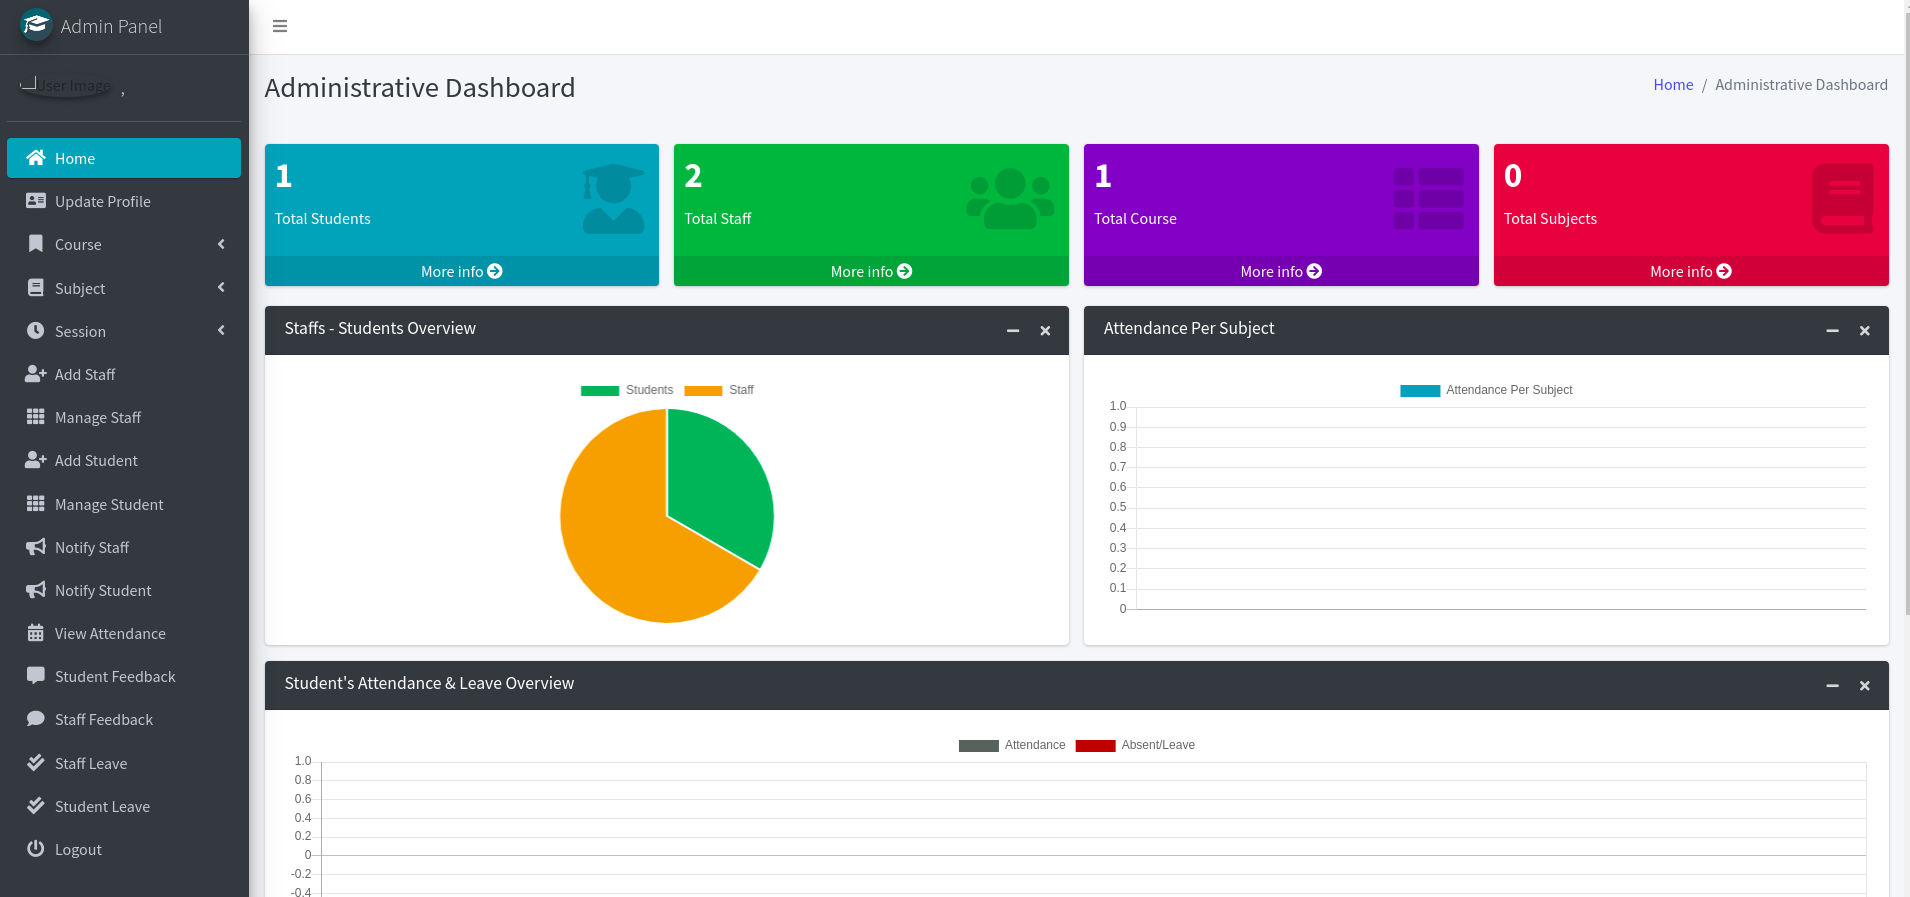 Admin Panel
User Image
,
Home
Update Profile
Course
Subject
Session
Add Staff
Manage Staff
Add Student
Manage Student
Notify Staff
Notify Student
View Attendance
Student Feedback
Staff Feedback
Staff Leave
Student Leave
Logout
Administrative Dashboard
Home / Administrative Dashboard
1
Total Students
More info
2
Total Staff
More info
1
Total Course
More info
0
Total Subjects
More info
Staffs - Students Overview
Students Staff
Attendance Per Subject
Attendance Per Subject
1.0
0.9
0.8
0.7
0.6
0.5
0.4
0.3
0.2
0.1
0
Student's Attendance & Leave Overview
Attendance Absent/Leave
1.0
0.8
0.6
0.4
0.2
0
-0.2
-0.4